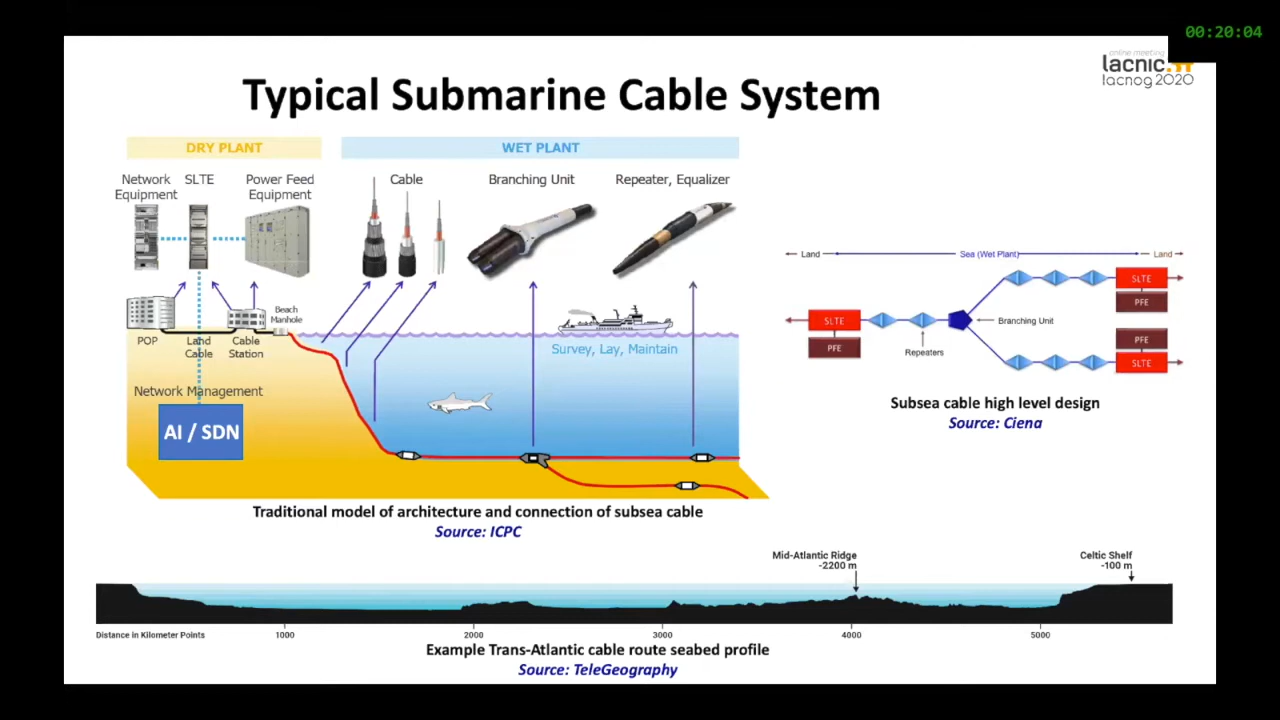 00:20:04
online meeting
lacnic.
lacnog 2020
Typical Submarine Cable System
DRY PLANT
WET PLANT
Network Equipment
SLTE
Power Feed Equipment
Cable
Branching Unit
Repeater, Equalizer
POP
Land Cable
Cable Station
Beach Manhole
Survey, Lay, Maintain
Network Management
AI / SDN
Traditional model of architecture and connection of subsea cable
Source: ICPC
Land
Sea (Wet Plant)
Land
SLTE
PFE
SLTE
PFE
Branching Unit
Repeaters
PFE
SLTE
Subsea cable high level design
Source: Ciena
Mid-Atlantic Ridge
-2200 m
Celtic Shelf
-100 m
Distance in Kilometer Points
1000
2000
3000
4000
5000
Example Trans-Atlantic cable route seabed profile
Source: TeleGeography